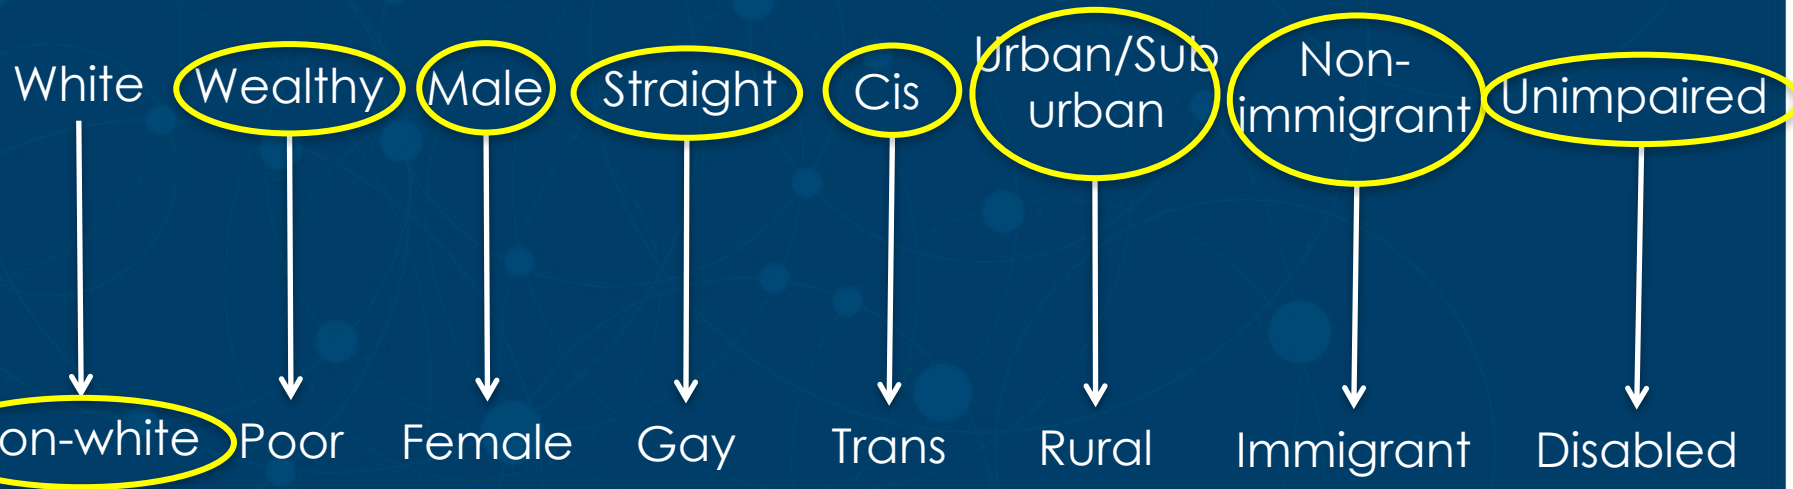 White
Wealthy
Male
Straight
Cis
Urban/Sub
urban
Non-
immigrant
Unimpaired
on-white
Poor
Female
Gay
Trans
Rural
Immigrant
Disabled